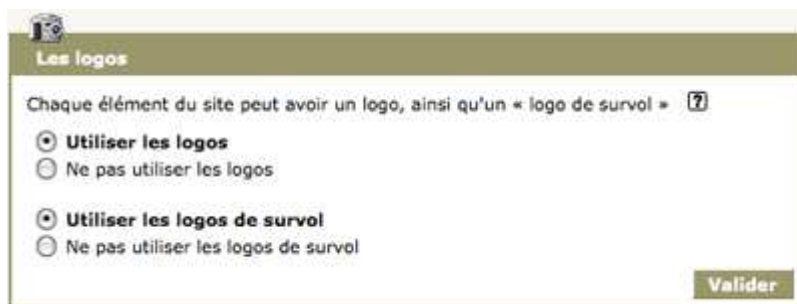 Les logos
Chaque élément du site peut avoir un logo, ainsi qu'un « logo de survol » ?
Utiliser les logos
Ne pas utiliser les logos
Utiliser les logos de survol
Ne pas utiliser les logos de survol
Valider